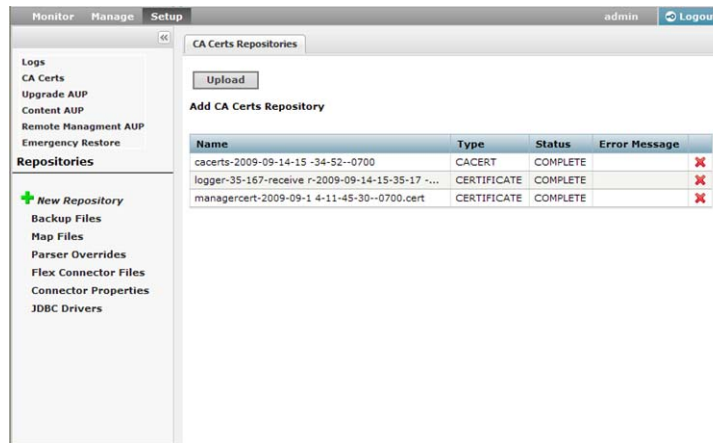 Monitor Manage Setup admin Logou
CA Certs Repositories
Logs
CA Certs
Upgrade AUP
Content AUP
Remote Managment AUP
Emergency Restore
Repositories
New Repository
Backup Files
Map Files
Parser Overrides
Flex Connector Files
Connector Properties
JDBC Drivers
Upload
Add CA Certs Repository
Name Type Status Error Message
cacerts-2009-09-14-15 -34-52--0700 CACERT COMPLETE
logger-35-167-receive r-2009-09-14-15-35-17 -... CERTIFICATE COMPLETE
managercert-2009-09-1 4-11-45-30--0700.cert CERTIFICATE COMPLETE